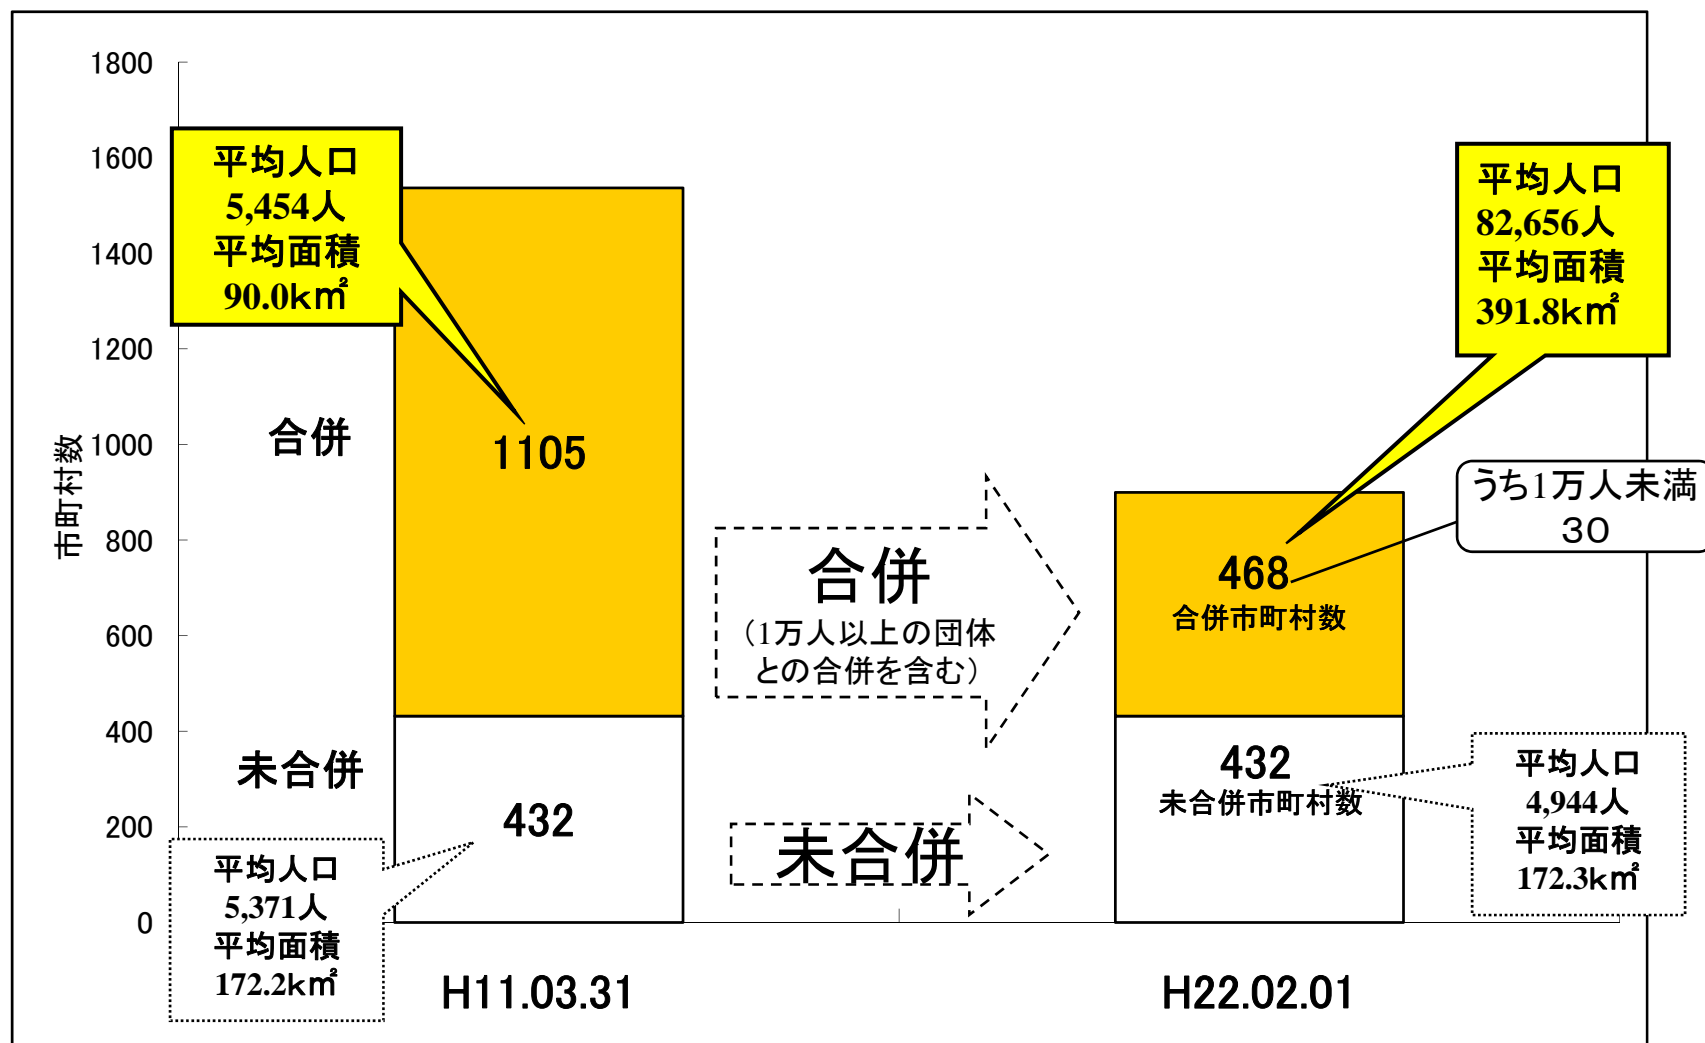 市町村数
1800
1600
1400
1200
1000
800
600
400
200
0
平均人口
5,454人
平均面積
90.0k㎡
合併
1105
未合併
432
平均人口
5,371人
平均面積
172.2k㎡
H11.03.31
合併
（1万人以上の団体
との合併を含む）
未合併
平均人口
82,656人
平均面積
391.8k㎡
うち1万人未満
３０
468
合併市町村数
432
未合併市町村数
平均人口
4,944人
平均面積
172.3k㎡
H22.02.01